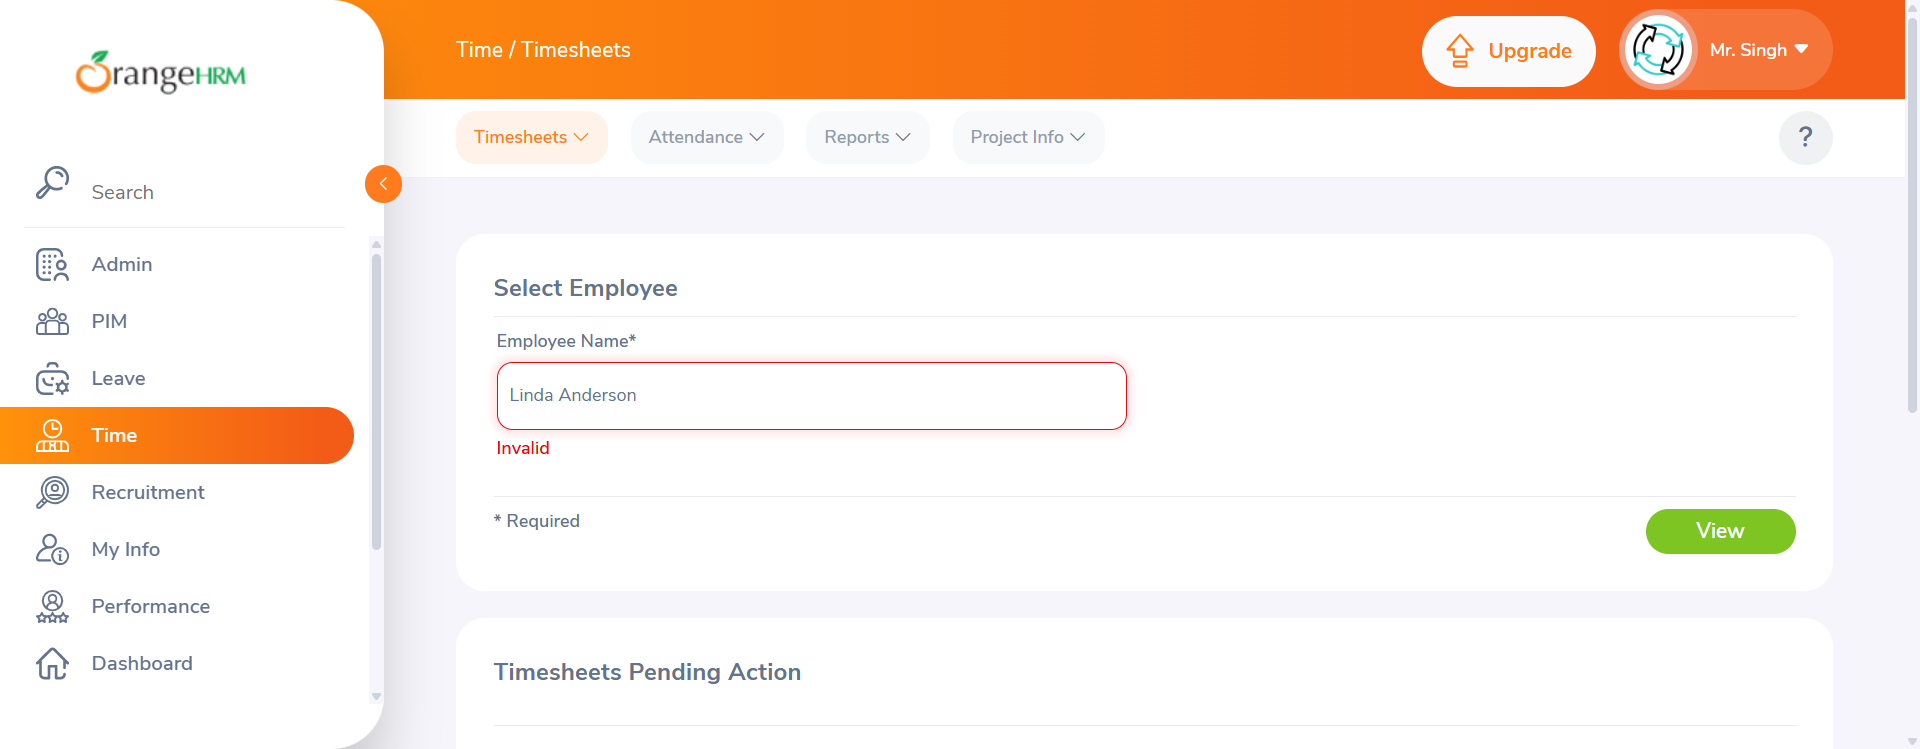 OrangeHRM
Search
Admin
PIM
Leave
Time
Recruitment
My Info
Performance
Dashboard
Time / Timesheets
Upgrade
Mr. Singh
Timesheets
Attendance
Reports
Project Info
?
Select Employee
Employee Name*
Linda Anderson
Invalid
* Required
View
Timesheets Pending Action